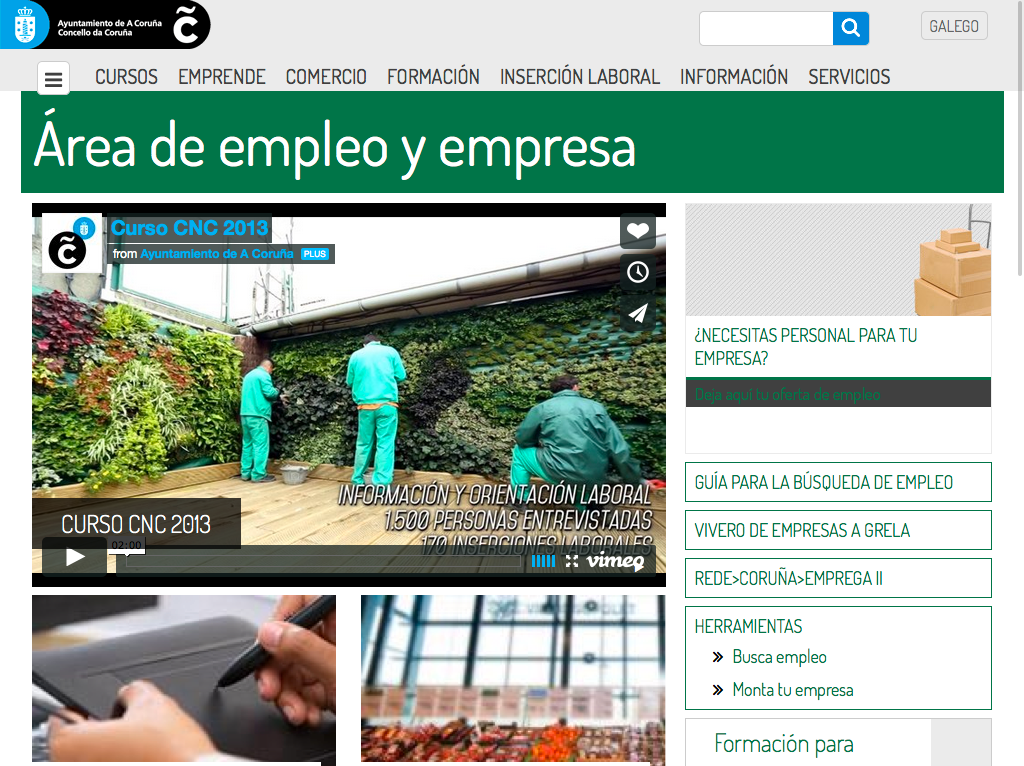 Ayuntamiento de A Coruña
Concello da Coruña
GALEGO
CURSOS EMPRENDE COMERCIO FORMACIÓN INSERCIÓN LABORAL INFORMACIÓN SERVICIOS
Área de empleo y empresa
Curso CNC 2013
from Ayuntamiento de A Coruña PLUS
INFORMACIÓN Y ORIENTACIÓN LABORAL
1.500 PERSONAS ENTREVISTADAS
170 INSERCIONES LABORALES
CURSO CNC 2013
02:00
vimeo
¿NECESITAS PERSONAL PARA TU
EMPRESA?
Deja aquí tu oferta de empleo
GUÍA PARA LA BÚSQUEDA DE EMPLEO
VIVERO DE EMPRESAS A GRELA
REDE>CORUÑA>EMPREGA II
HERRAMIENTAS
Busca empleo
Monta tu empresa
Formación para